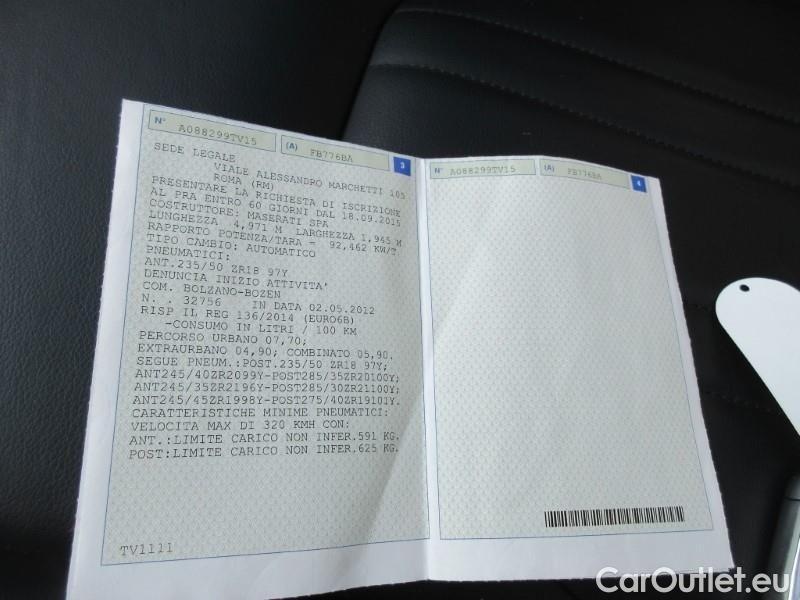 N° A088299TV15 (A) FB776BA 3
SEDE LEGALE
VIALE ALESSANDRO MARCHETTI 105
ROMA (RM)
PRESENTARE LA RICHIESTA DI ISCRIZIONE
AL PRA ENTRO 60 GIORNI DAL 18.09.2015
COSTRUTTORE: MASERATI SPA
LUNGHEZZA 4,971 M LARGHEZZA 1,945 M
RAPPORTO POTENZA/TARA = 92,462 KW/T
TIPO CAMBIO: AUTOMATICO
PNEUMATICI:
ANT.235/50 ZR18 97Y
DENUNCIA INIZIO ATTIVITA'
COM. BOLZANO-BOZEN
N. . 32756 IN DATA 02.05.2012
RISP IL REG 136/2014 (EURO6B)
-CONSUMO IN LITRI / 100 KM
PERCORSO URBANO 07,70;
EXTRAURBANO 04,90; COMBINATO 05,90.
SEGUE PNEUM.:POST.235/50 ZR18 97Y;
ANT245/40ZR2099Y-POST285/35ZR20100Y;
ANT245/35ZR2196Y-POST285/30ZR21100Y;
ANT245/45ZR1998Y-POST275/40ZR19101Y.
CARATTERISTICHE MINIME PNEUMATICI:
VELOCITA MAX DI 320 KMH CON:
ANT.:LIMITE CARICO NON INFER.591 KG.
POST:LIMITE CARICO NON INFER.625 KG.
TV1111
N° A088299TV15 (A) FB776BA 4
CarOutlet.eu